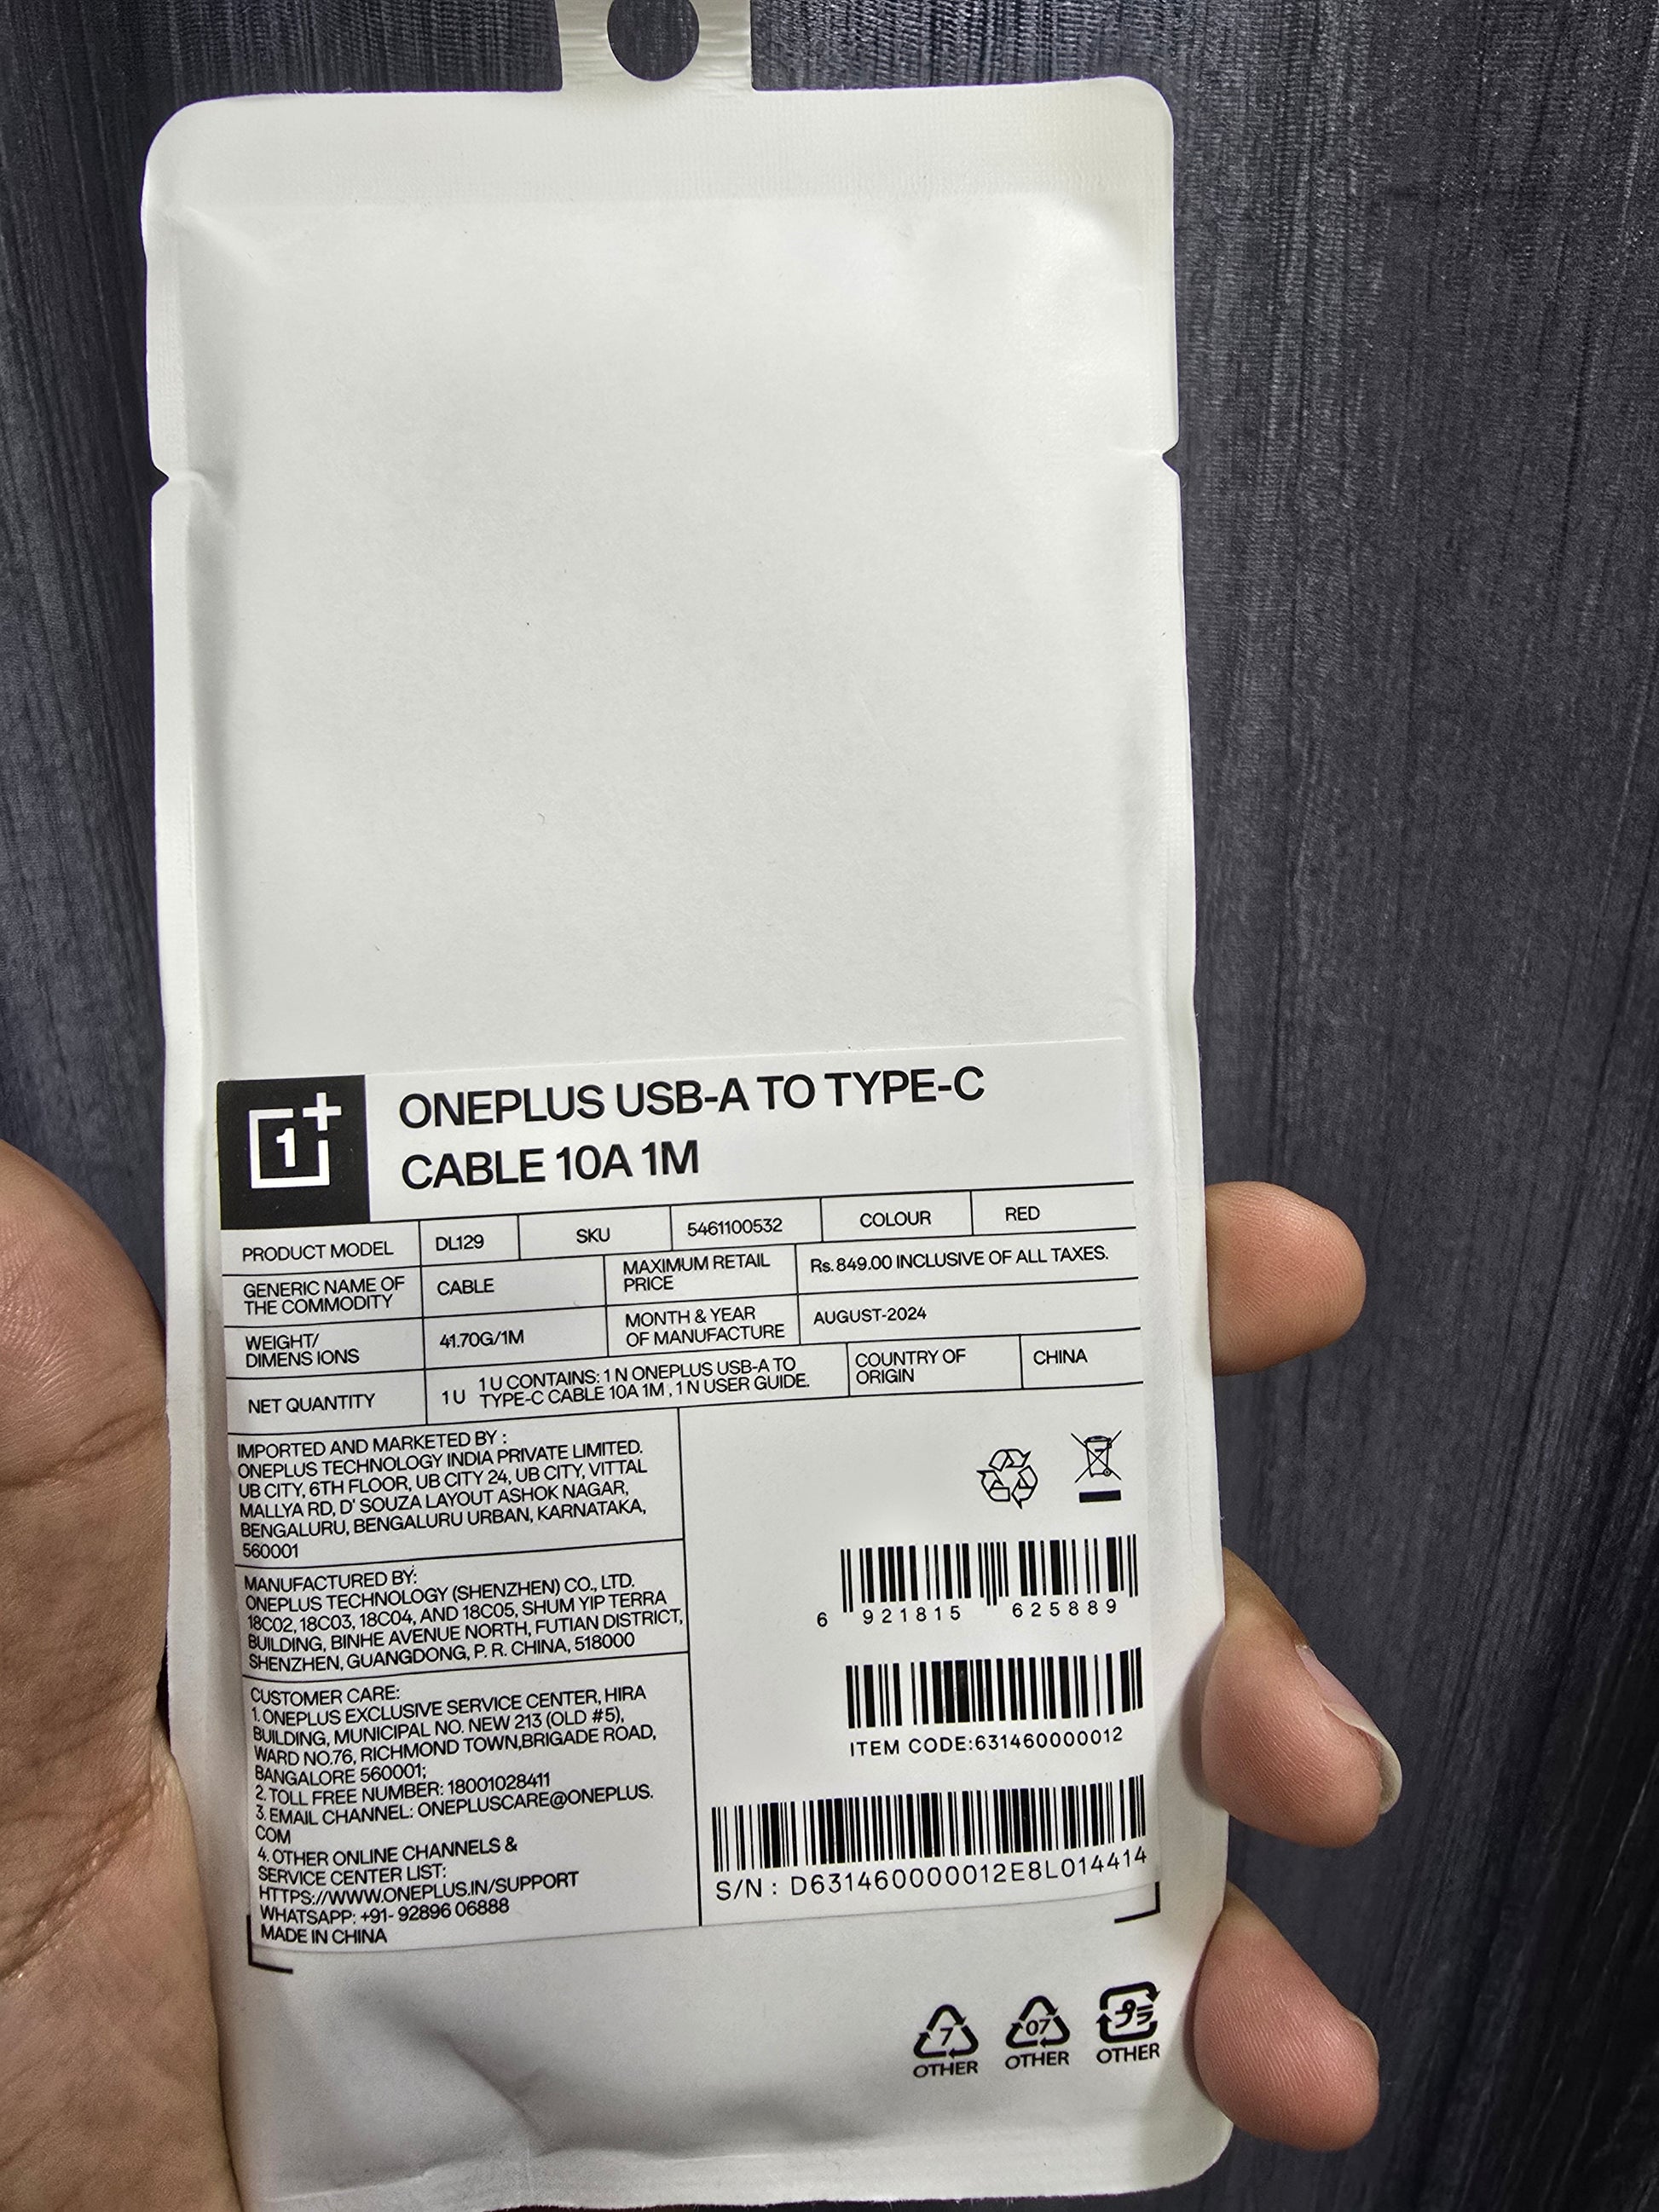 1+
ONEPLUS USB-A TO TYPE-C
CABLE 10A 1M
PRODUCT MODEL DL129 SKU 5461100532 COLOUR RED
GENERIC NAME OF
THE COMMODITY
CABLE
MAXIMUM RETAIL
PRICE
Rs.849.00 INCLUSIVE OF ALL TAXES.
WEIGHT/
DIMENS IONS
41.70G/1M
MONTH & YEAR
OF MANUFACTURE
AUGUST-2024
NET QUANTITY
1 U
1 U CONTAINS: 1 N ONEPLUS USB-A TO
TYPE-C CABLE 10A 1M , 1 N USER GUIDE.
COUNTRY OF
ORIGIN
CHINA
IMPORTED AND MARKETED BY :
ONEPLUS TECHNOLOGY INDIA PRIVATE LIMITED.
UB CITY, 6TH FLOOR, UB CITY 24, UB CITY, VITTAL
MALLYA RD, D' SOUZA LAYOUT ASHOK NAGAR,
BENGALURU, BENGALURU URBAN, KARNATAKA,
560001
MANUFACTURED BY:
ONEPLUS TECHNOLOGY (SHENZHEN) CO., LTD.
18C02, 18C03, 18C04, AND 18C05, SHUM YIP TERRA
BUILDING, BINHE AVENUE NORTH, FUTIAN DISTRICT,
SHENZHEN, GUANGDONG, P. R. CHINA, 518000
CUSTOMER CARE:
1. ONEPLUS EXCLUSIVE SERVICE CENTER, HIRA
BUILDING, MUNICIPAL NO. NEW 213 (OLD #5),
WARD NO.76, RICHMOND TOWN,BRIGADE ROAD,
BANGALORE 560001;
2. TOLL FREE NUMBER: 18001028411
3. EMAIL CHANNEL: ONEPLUSCARE@ONEPLUS.
COM
4. OTHER ONLINE CHANNELS &
SERVICE CENTER LIST:
HTTPS://WWW.ONEPLUS.IN/SUPPORT
WHATSAPP: +91- 92896 06888
MADE IN CHINA
6 921815 625889
ITEM CODE:631460000012
S/N : D631460000012E8L014414
7
OTHER
07
OTHER
OTHER